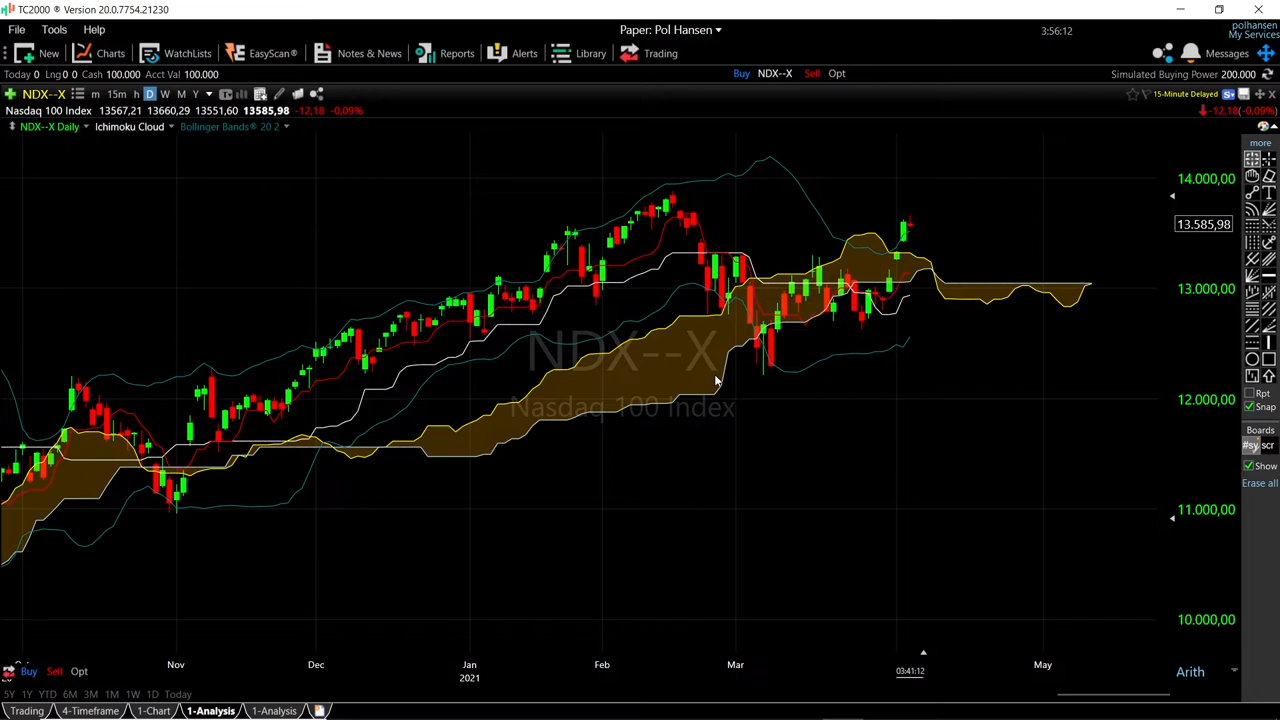 TC2000 ® Version 20.0.7754.21230
polhansen
File Tools Help Paper: Pol Hansen 3:56:12 My Services
New Charts WatchLists EasyScan® Notes & News Reports Alerts Library Trading Messages
Today 0 Lng 0 0 Cash 100.000 Acct Val 100.000 Buy NDX--X Sell Opt Simulated Buying Power 200.000
NDX--X m 15m h D W M Y 15-Minute Delayed
Nasdaq 100 Index 13567,21 13660,29 13551,60 13585,98 -12,18 -0,09% -12,18(-0,09%)
NDX--X Daily Ichimoku Cloud Bollinger Bands® 20 2
more
14.000,00
13.585,98
13.000,00
NDX--X
Nasdaq 100 Index
12.000,00
Rpt
Snap
Boards
#sy scr
Show
Erase all
11.000,00
10.000,00
Nov Dec Jan Feb Mar May
2021
03:41:12
Buy Sell Opt Arith
5Y 1Y YTD 6M 3M 1M 1W 1D Today
Trading 4-Timeframe 1-Chart 1-Analysis 1-Analysis